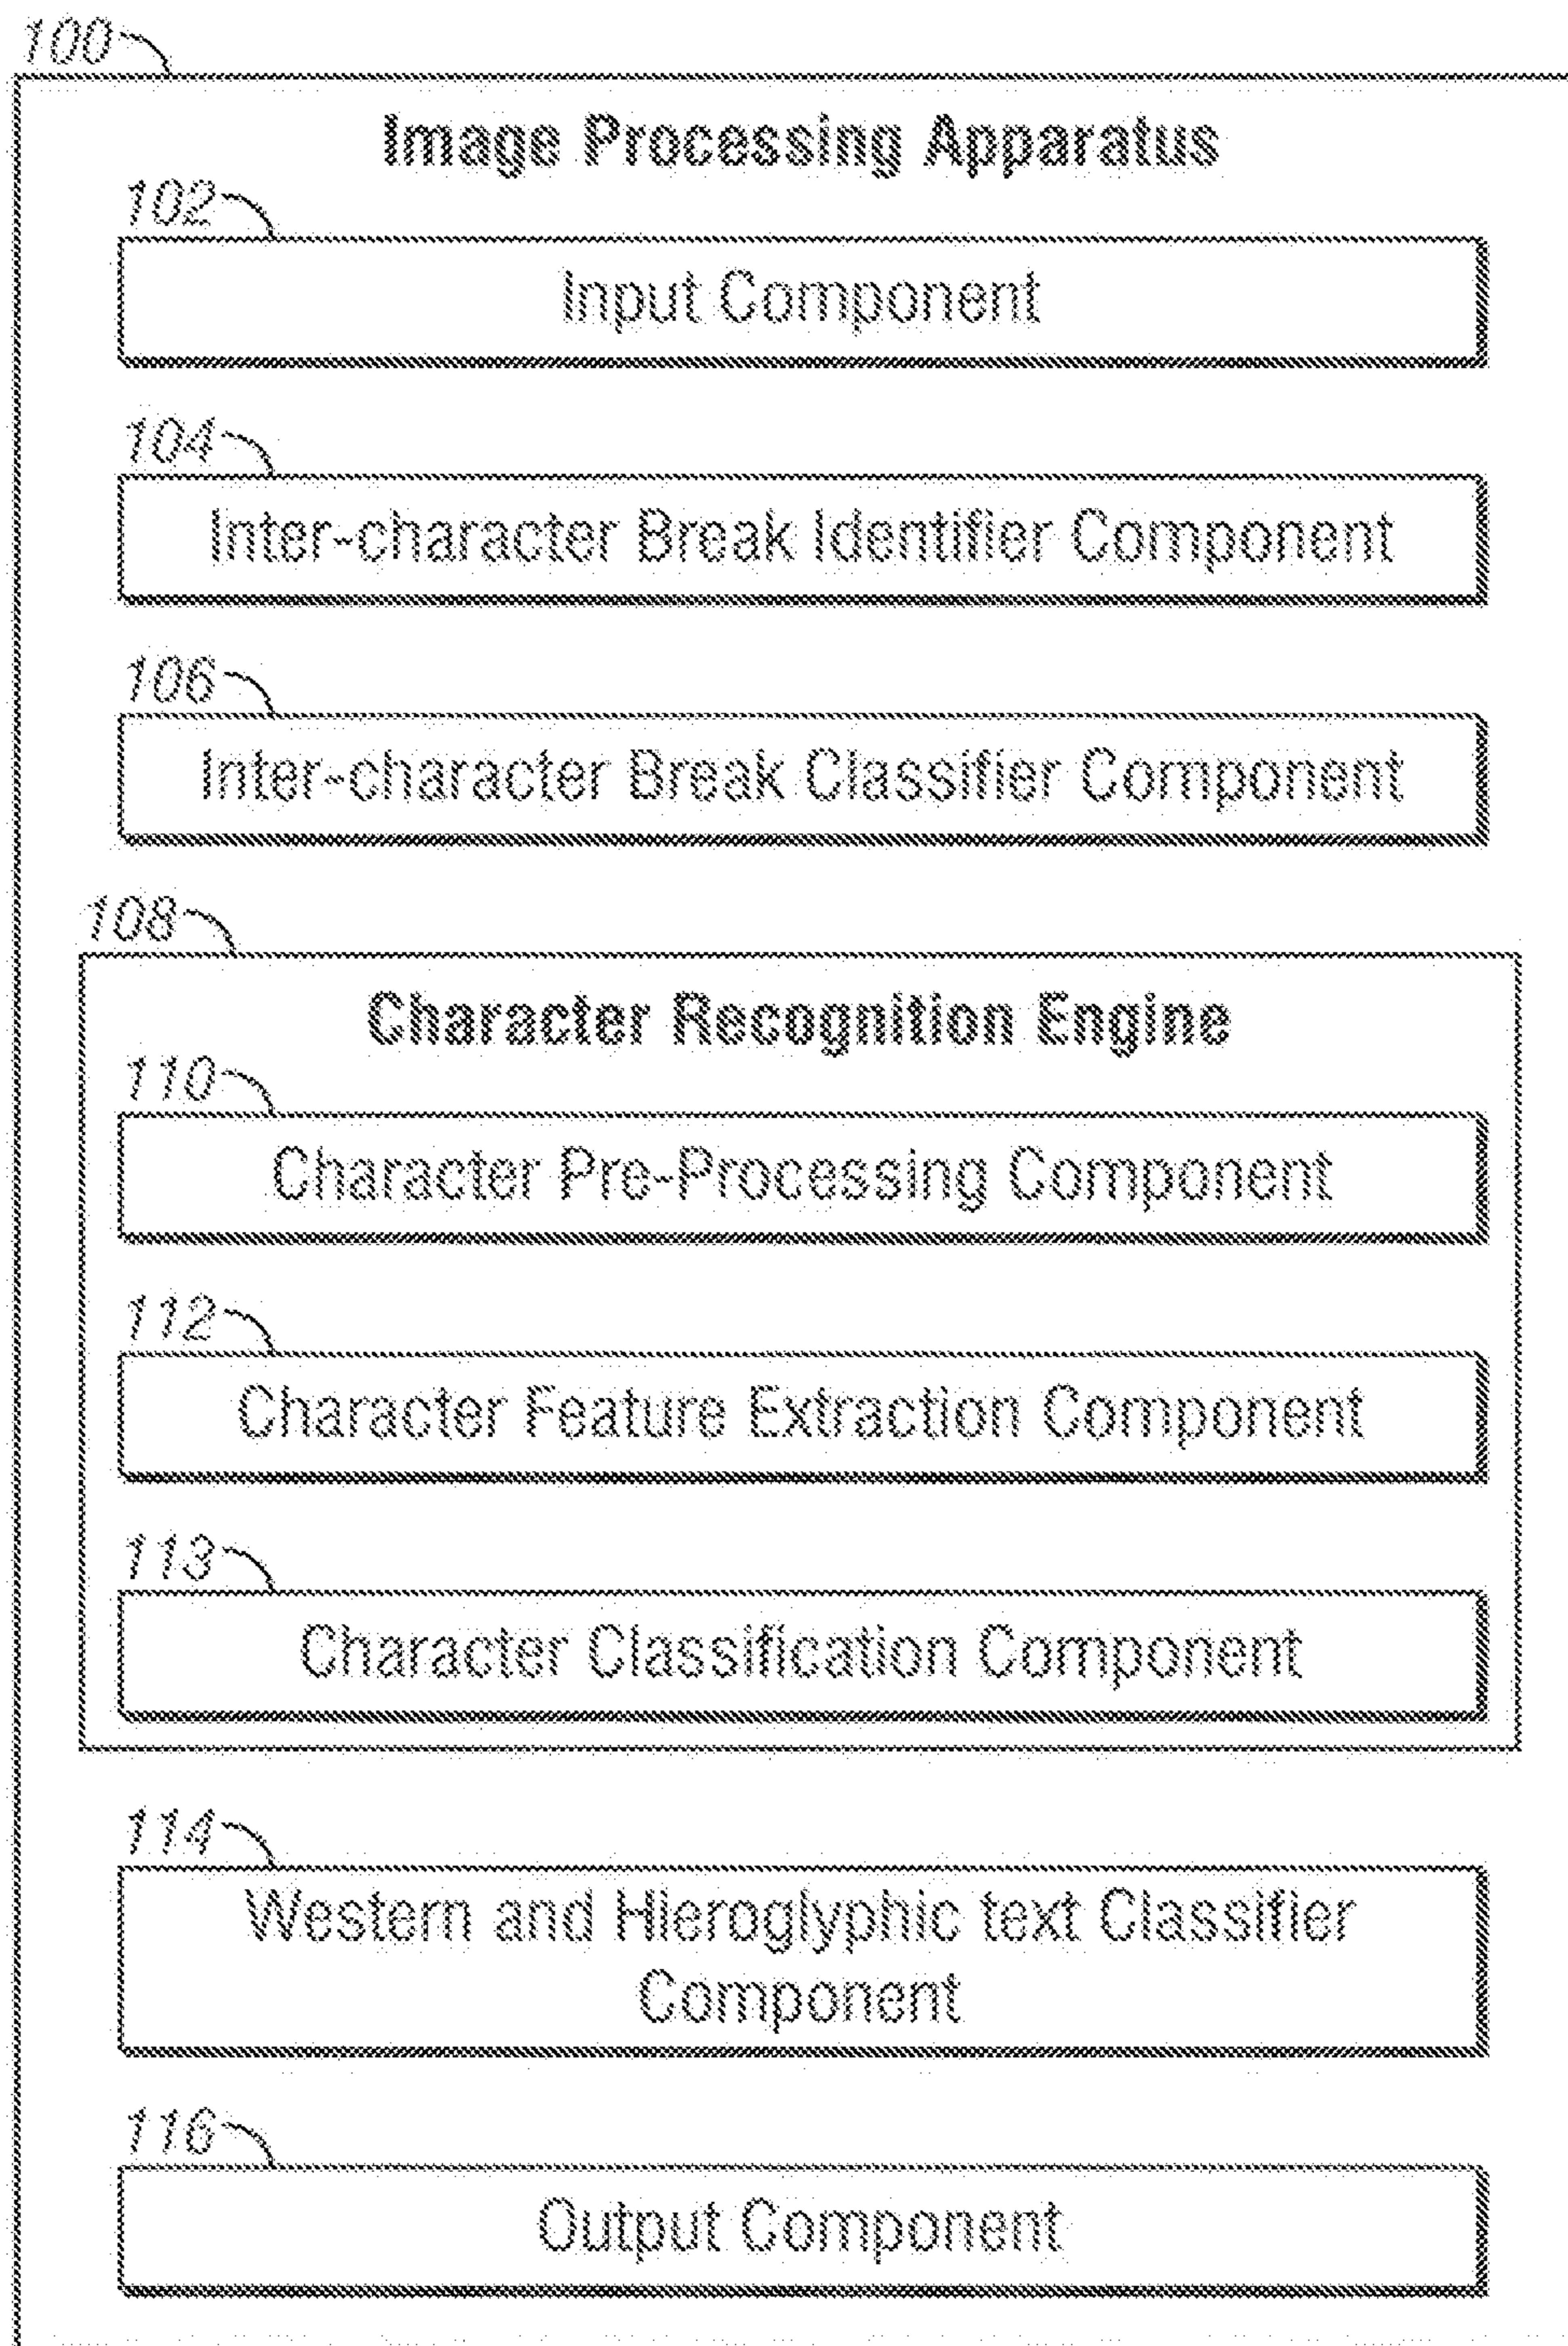 100
Image Processing Apparatus
102
Input Component
104
Inter-character Break Identifier Component
106
Inter-character Break Classifier Component
108
Character Recognition Engine
110
Character Pre-Processing Component
112
Character Feature Extraction Component
113
Character Classification Component
114
Western and Hieroglyphic text Classifier
Component
116
Output Component